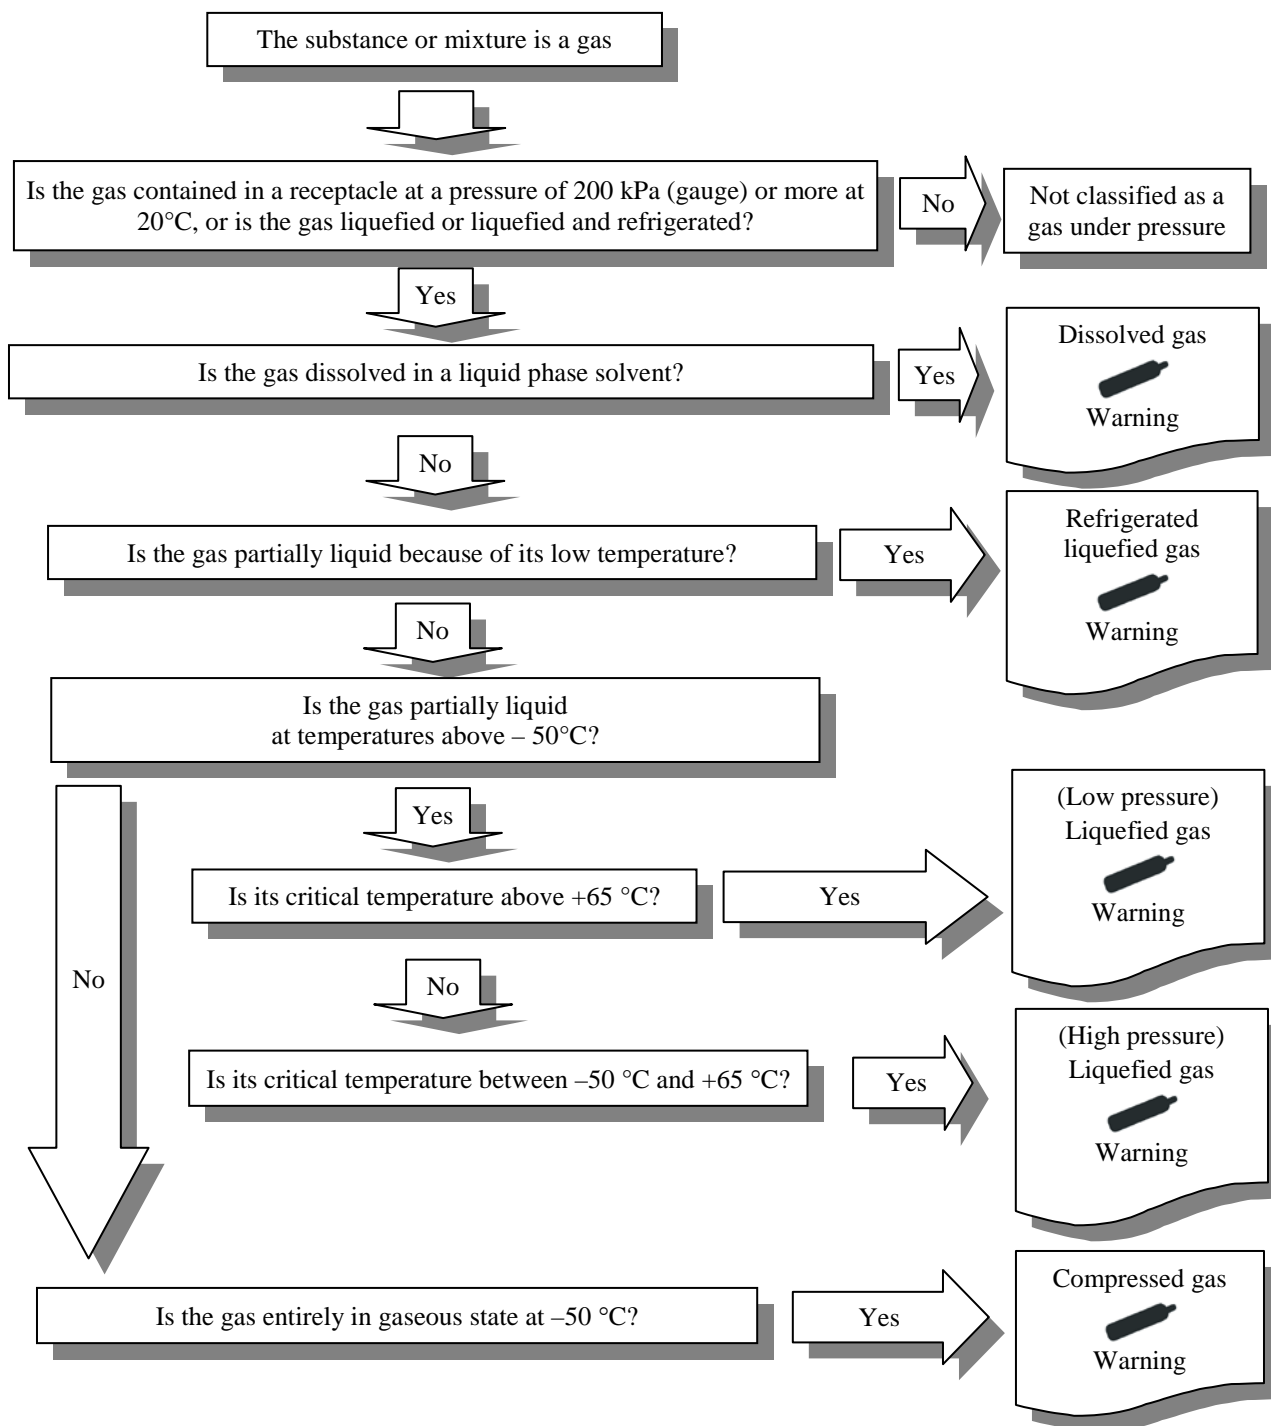 The substance or mixture is a gas
Is the gas contained in a receptacle at a pressure of 200 kPa (gauge) or more at
20°C, or is the gas liquefied or liquefied and refrigerated?
No
Not classified as a
gas under pressure
Yes
Is the gas dissolved in a liquid phase solvent?
Yes
Dissolved gas
Warning
No
Is the gas partially liquid because of its low temperature?
Yes
Refrigerated
liquefied gas
Warning
No
Is the gas partially liquid
at temperatures above – 50°C?
Yes
Is its critical temperature above +65 °C?
Yes
(Low pressure)
Liquefied gas
Warning
No
No
Is its critical temperature between –50 °C and +65 °C?
Yes
(High pressure)
Liquefied gas
Warning
Is the gas entirely in gaseous state at –50 °C?
Yes
Compressed gas
Warning